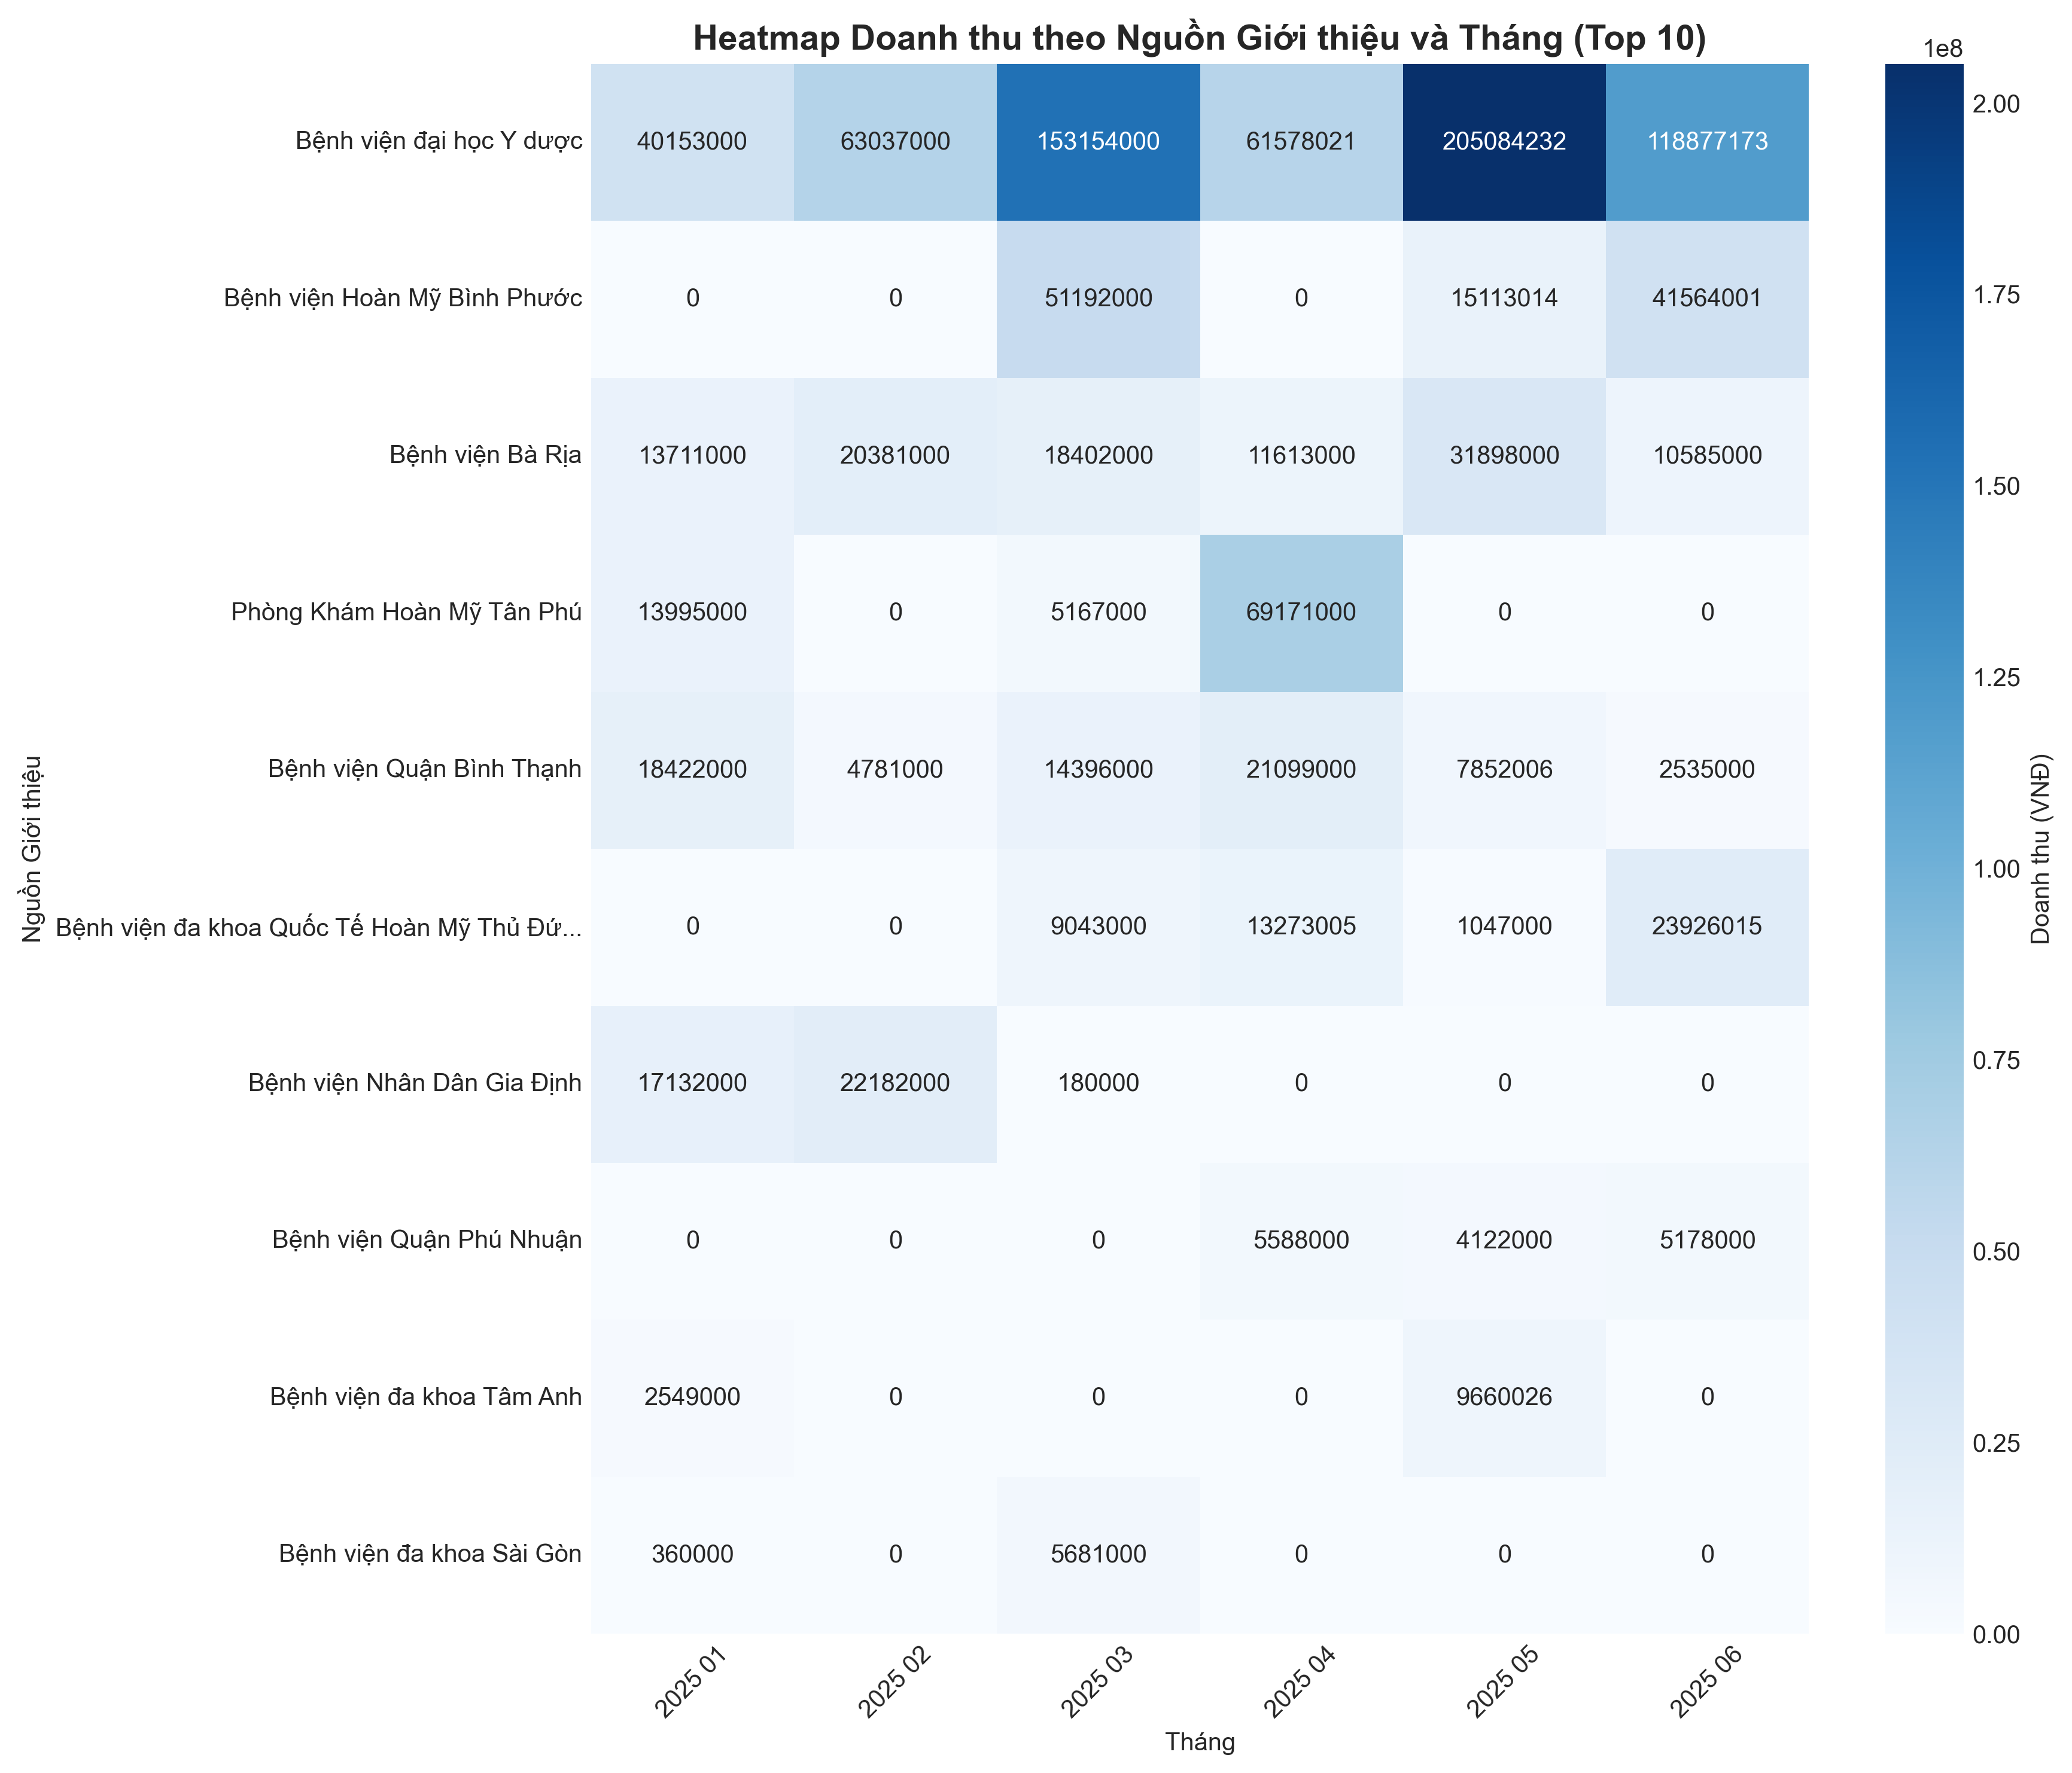 Heatmap Doanh thu theo Nguồn Giới thiệu và Tháng (Top 10)
1e8
Bệnh viện đại học Y dược 40153000 63037000 153154000 61578021 205084232 118877173
Bệnh viện Hoàn Mỹ Bình Phước 0 0 51192000 0 15113014 41564001
Bệnh viện Bà Rịa 13711000 20381000 18402000 11613000 31898000 10585000
Phòng Khám Hoàn Mỹ Tân Phú 13995000 0 5167000 69171000 0 0
Bệnh viện Quận Bình Thạnh 18422000 4781000 14396000 21099000 7852006 2535000
Bệnh viện đa khoa Quốc Tế Hoàn Mỹ Thủ Đứ... 0 0 9043000 13273005 1047000 23926015
Bệnh viện Nhân Dân Gia Định 17132000 22182000 180000 0 0 0
Bệnh viện Quận Phú Nhuận 0 0 0 5588000 4122000 5178000
Bệnh viện đa khoa Tâm Anh 2549000 0 0 0 9660026 0
Bệnh viện đa khoa Sài Gòn 360000 0 5681000 0 0 0
2025 01 2025 02 2025 03 2025 04 2025 05 2025 06
Tháng
Nguồn Giới thiệu
2.00
1.75
1.50
1.25
1.00
0.75
0.50
0.25
0.00
Doanh thu (VNĐ)